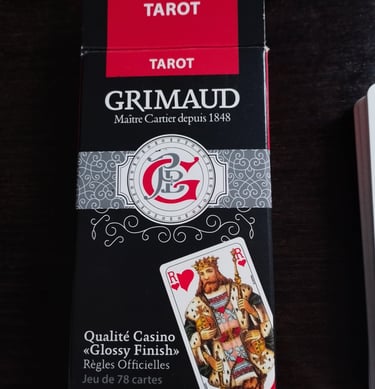 TAROT
TAROT
GRIMAUD
Maître Cartier depuis 1848
R
R
Qualité Casino
«Glossy Finish»
Règles Officielles
Jeu de 78 cartes